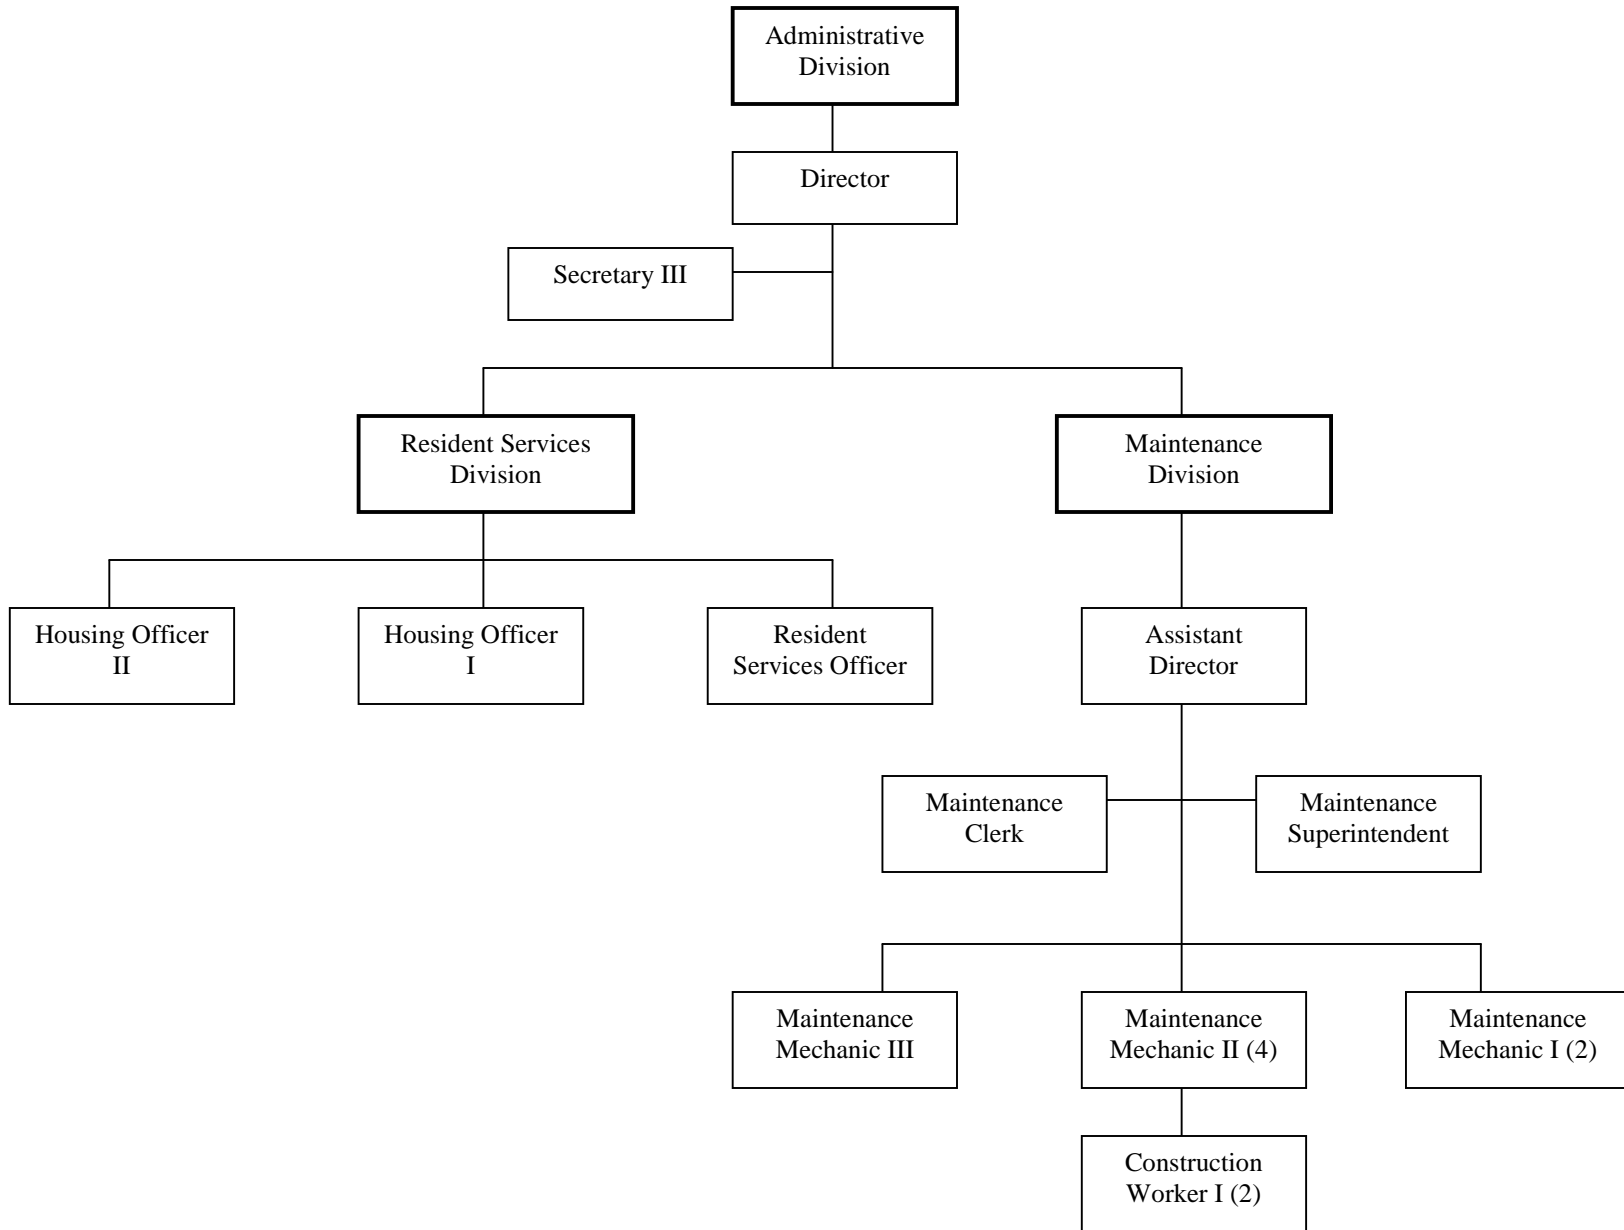 Administrative
Division
Director
Secretary III
Resident Services
Division
Maintenance
Division
Housing Officer
II
Housing Officer
I
Resident
Services Officer
Assistant
Director
Maintenance
Clerk
Maintenance
Superintendent
Maintenance
Mechanic III
Maintenance
Mechanic II (4)
Maintenance
Mechanic I (2)
Construction
Worker I (2)